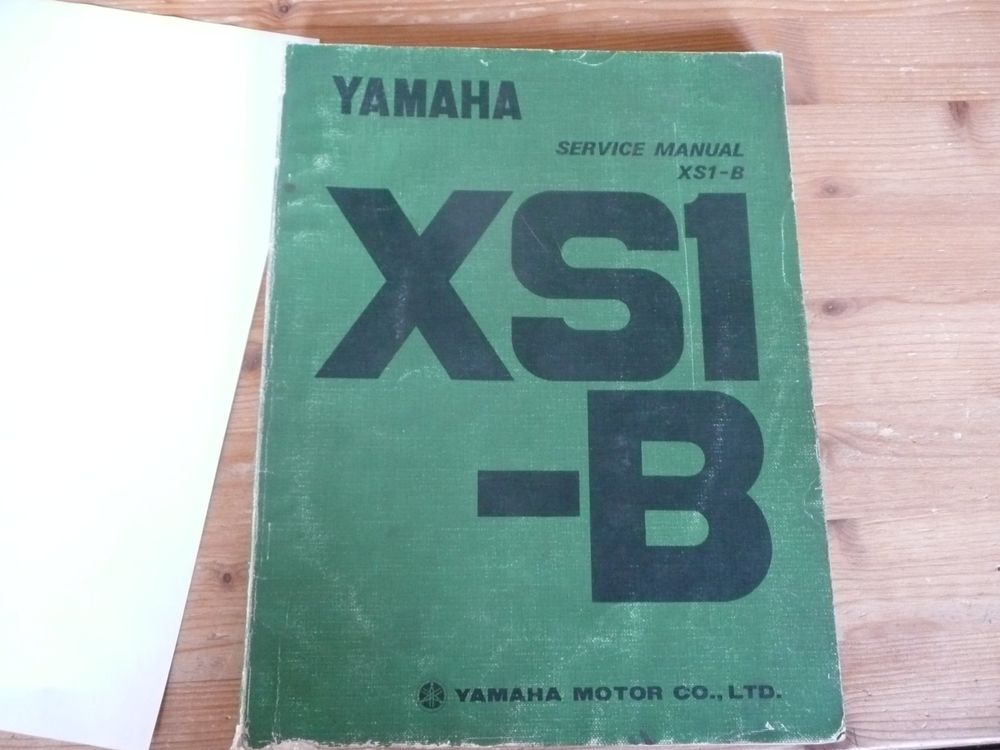 YAMAHA
SERVICE MANUAL
XS1-B
XS1
-B
YAMAHA MOTOR CO., LTD.